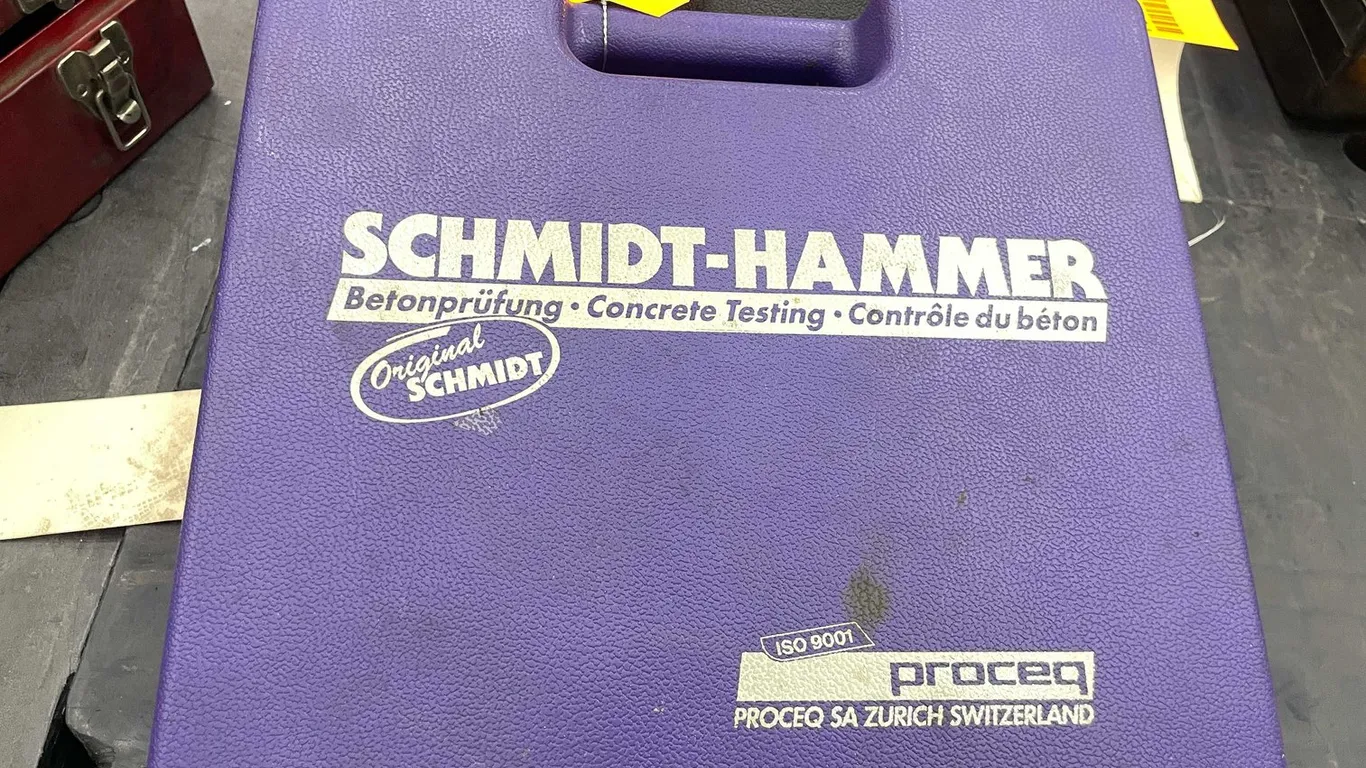 SCHMIDT-HAMMER
Betonprüfung · Concrete Testing · Contrôle du béton
Original
SCHMIDT
ISO 9001
proceq
PROCEQ SA ZURICH SWITZERLAND